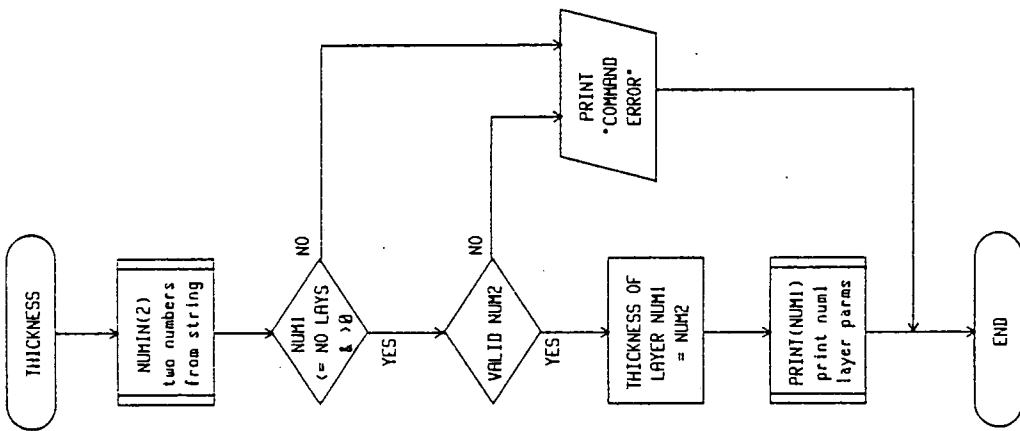 THICKNESS
NUMIN(2)
two numbers
from string
NUM1
<= NO LAYS
& >0
NO
YES
VALID NUM2
NO
YES
THICKNESS OF
LAYER NUM1
= NUM2
PRINT(NUM1)
print num1
layer parms
PRINT
"COMMAND
ERROR"
END